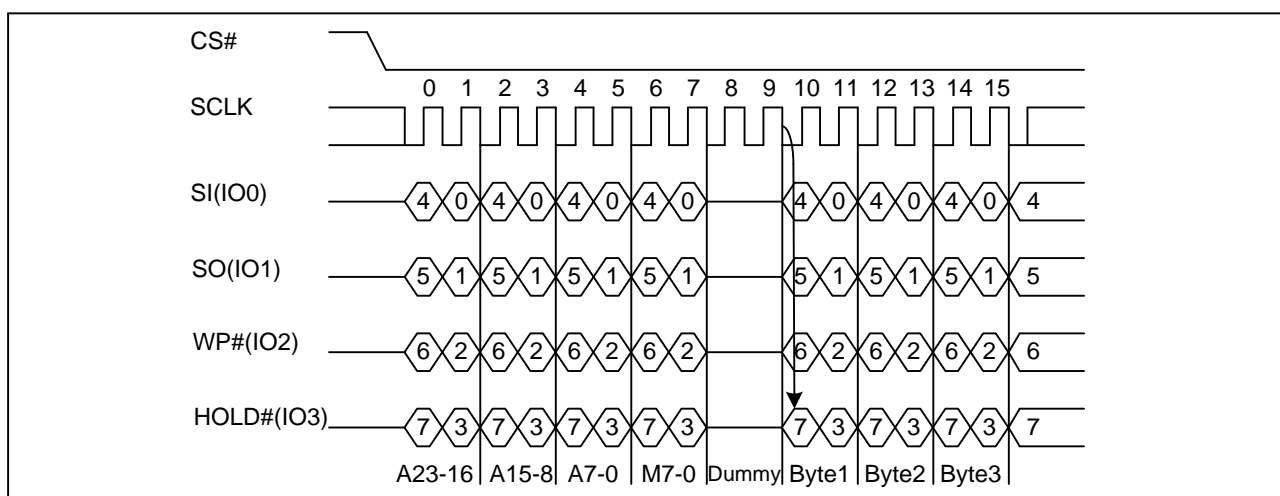 CS#
0 1 2 3 4 5 6 7 8 9 10 11 12 13 14 15
SCLK
SI(IO0) 4 0 4 0 4 0 4 0 4 0 4 0 4 0 4
SO(IO1) 5 1 5 1 5 1 5 1 5 1 5 1 5 1 5
WP#(IO2) 6 2 6 2 6 2 6 2 6 2 6 2 6 2 6
HOLD#(IO3) 7 3 7 3 7 3 7 3 7 3 7 3 7 3 7
A23-16 A15-8 A7-0 M7-0 Dummy Byte1 Byte2 Byte3